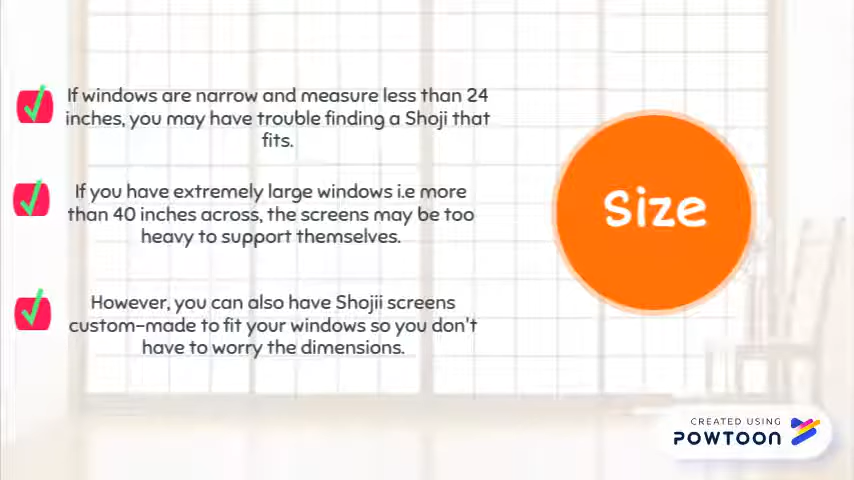 If windows are narrow and measure less than 24
inches, you may have trouble finding a Shoji that
fits.
If you have extremely large windows i.e more
than 40 inches across, the screens may be too
heavy to support themselves.
However, you can also have Shojii screens
custom-made to fit your windows so you don't
have to worry the dimensions.
Size
CREATED USING
POWTOON